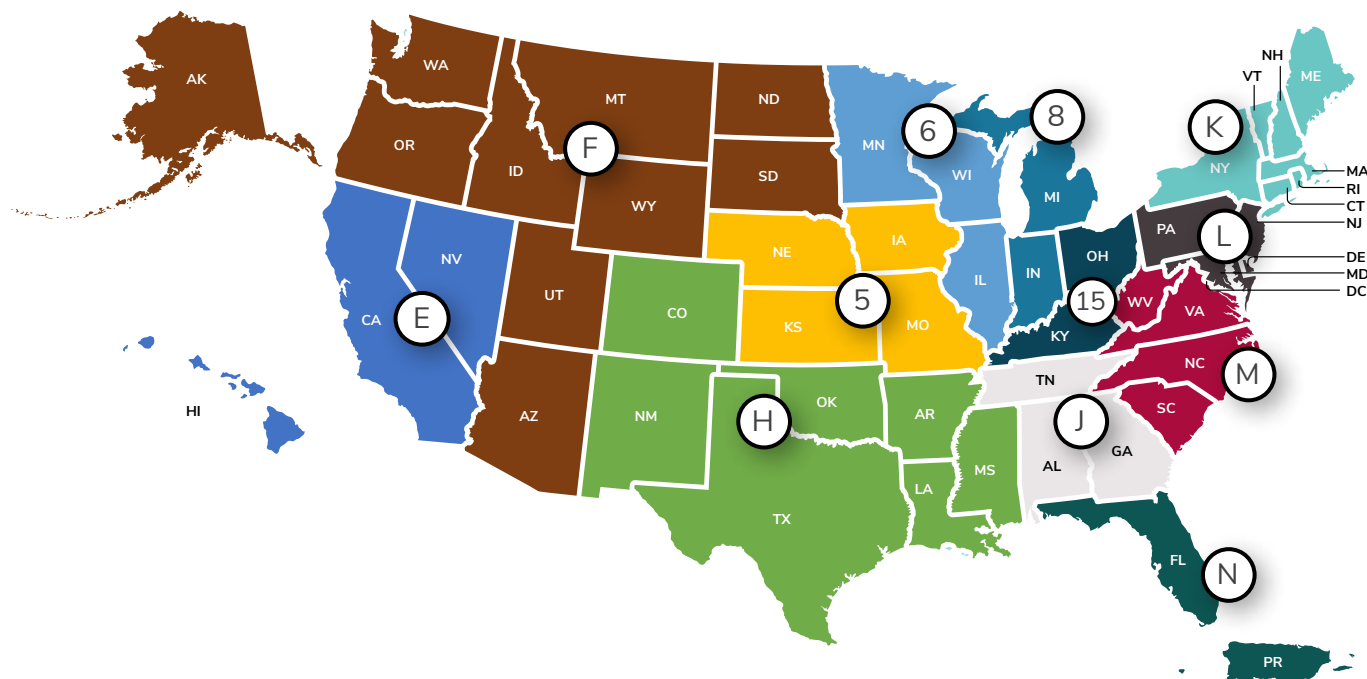 AK
WA
OR
ID
MT
F
WY
ND
SD
MN
6
WI
8
MI
NH
VT
ME
K
NY
MA
RI
CT
NJ
PA
L
DE
MD
DC
CA
NV
E
UT
AZ
HI
CO
NM
NE
IA
5
KS
MO
IL
IN
OH
15
KY
WV
VA
NC
M
SC
TN
J
AL
GA
H
OK
AR
TX
LA
MS
FL
N
PR